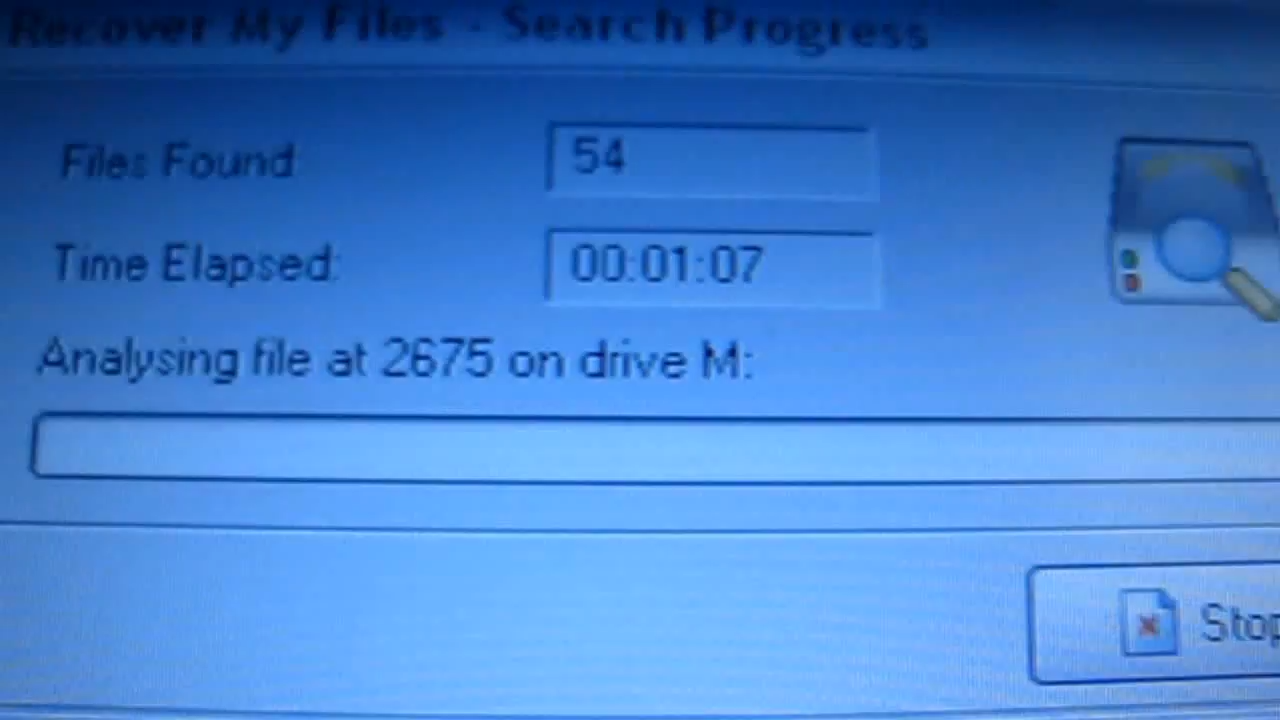 Recover My Files - Search Progress
Files Found
54
Time Elapsed:
00:01:07
Analysing file at 2675 on drive M:
Stop